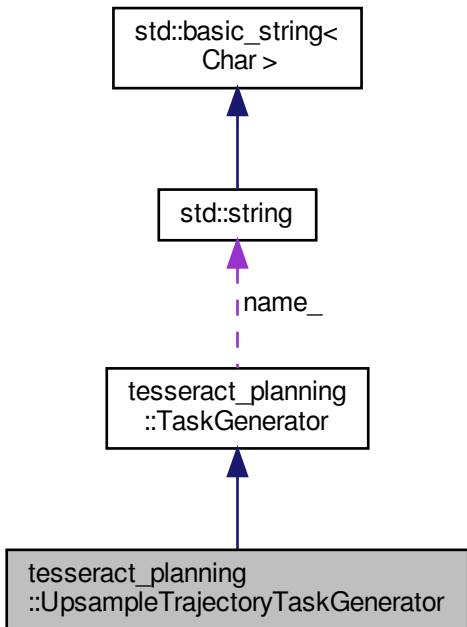 std::basic_string<
Char >
std::string
name_
tesseract_planning
::TaskGenerator
tesseract_planning
::UpsampleTrajectoryTaskGenerator